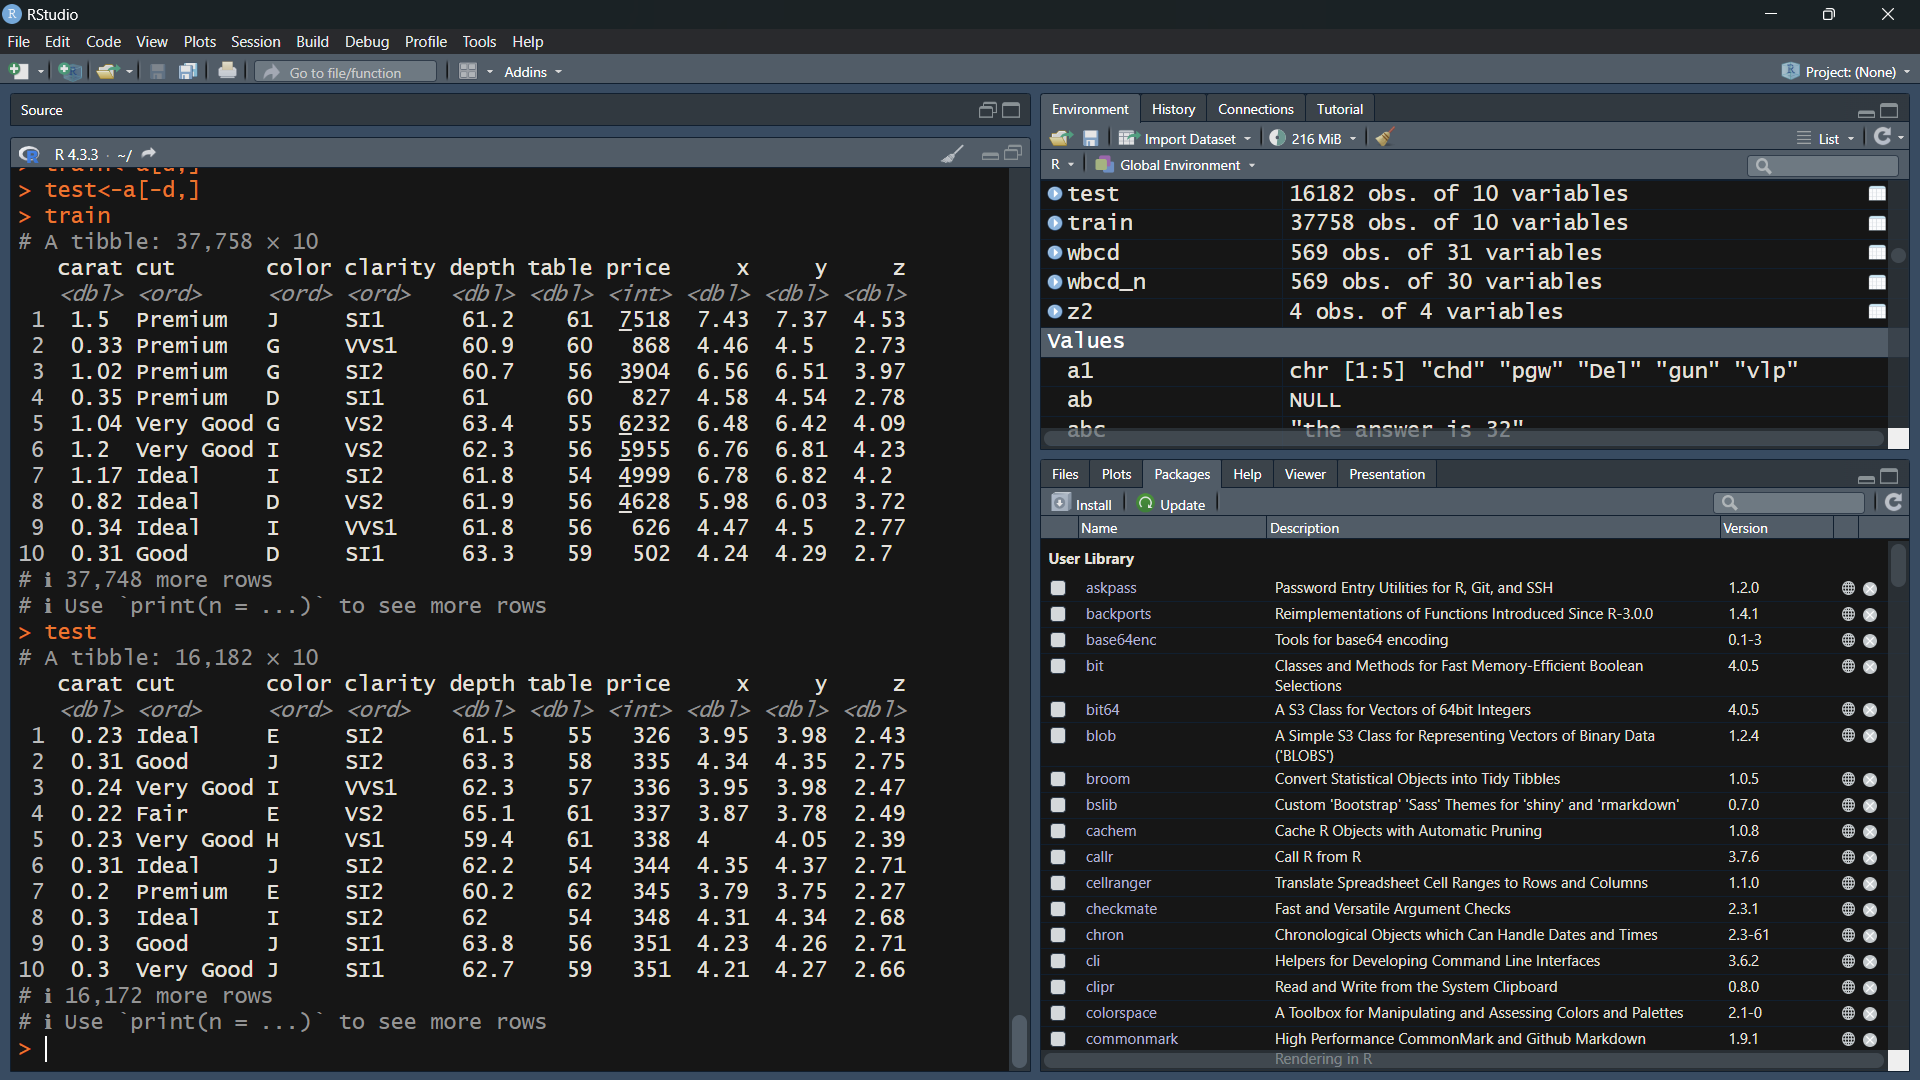 RStudio
File Edit Code View Plots Session Build Debug Profile Tools Help
Go to file/function Addins Project: (None)
Source
R 4.3.3 · ~/
> test<-a[-d,]
> train
# A tibble: 37,758 × 10
carat cut color clarity depth table price x y z
<dbl> <ord> <ord> <ord> <dbl> <dbl> <int> <dbl> <dbl> <dbl>
1 1.5 Premium J SI1 61.2 61 7518 7.43 7.37 4.53
2 0.33 Premium G VVS1 60.9 60 868 4.46 4.5 2.73
3 1.02 Premium G SI2 60.7 56 3904 6.56 6.51 3.97
4 0.35 Premium D SI1 61 60 827 4.58 4.54 2.78
5 1.04 Very Good G VS2 63.4 55 6232 6.48 6.42 4.09
6 1.2 Very Good I VS2 62.3 56 5955 6.76 6.81 4.23
7 1.17 Ideal I SI2 61.8 54 4999 6.78 6.82 4.2
8 0.82 Ideal D VS2 61.9 56 4628 5.98 6.03 3.72
9 0.34 Ideal I VVS1 61.8 56 626 4.47 4.5 2.77
10 0.31 Good D SI1 63.3 59 502 4.24 4.29 2.7
# ℹ 37,748 more rows
# ℹ Use `print(n = ...)` to see more rows
> test
# A tibble: 16,182 × 10
carat cut color clarity depth table price x y z
<dbl> <ord> <ord> <ord> <dbl> <dbl> <int> <dbl> <dbl> <dbl>
1 0.23 Ideal E SI2 61.5 55 326 3.95 3.98 2.43
2 0.31 Good J SI2 63.3 58 335 4.34 4.35 2.75
3 0.24 Very Good I VVS1 62.3 57 336 3.95 3.98 2.47
4 0.22 Fair E VS2 65.1 61 337 3.87 3.78 2.49
5 0.23 Very Good H VS1 59.4 61 338 4 4.05 2.39
6 0.31 Ideal J SI2 62.2 54 344 4.35 4.37 2.71
7 0.2 Premium E SI2 60.2 62 345 3.79 3.75 2.27
8 0.3 Ideal I SI2 62 54 348 4.31 4.34 2.68
9 0.3 Good J SI1 63.8 56 351 4.23 4.26 2.71
10 0.3 Very Good J SI1 62.7 59 351 4.21 4.27 2.66
# ℹ 16,172 more rows
# ℹ Use `print(n = ...)` to see more rows
>
Environment History Connections Tutorial
Import Dataset 216 MiB List
R Global Environment
test 16182 obs. of 10 variables
train 37758 obs. of 10 variables
wbcd 569 obs. of 31 variables
wbcd_n 569 obs. of 30 variables
z2 4 obs. of 4 variables
Values
a1 chr [1:5] "chd" "pgw" "Del" "gun" "vlp"
ab NULL
abc "the answer is 32"
Files Plots Packages Help Viewer Presentation
Install Update
Name Description Version
User Library
askpass Password Entry Utilities for R, Git, and SSH 1.2.0
backports Reimplementations of Functions Introduced Since R-3.0.0 1.4.1
base64enc Tools for base64 encoding 0.1-3
bit Classes and Methods for Fast Memory-Efficient Boolean 4.0.5
Selections
bit64 A S3 Class for Vectors of 64bit Integers 4.0.5
blob A Simple S3 Class for Representing Vectors of Binary Data 1.2.4
('BLOBS')
broom Convert Statistical Objects into Tidy Tibbles 1.0.5
bslib Custom 'Bootstrap' 'Sass' Themes for 'shiny' and 'rmarkdown' 0.7.0
cachem Cache R Objects with Automatic Pruning 1.0.8
callr Call R from R 3.7.6
cellranger Translate Spreadsheet Cell Ranges to Rows and Columns 1.1.0
checkmate Fast and Versatile Argument Checks 2.3.1
chron Chronological Objects which Can Handle Dates and Times 2.3-61
cli Helpers for Developing Command Line Interfaces 3.6.2
clipr Read and Write from the System Clipboard 0.8.0
colorspace A Toolbox for Manipulating and Assessing Colors and Palettes 2.1-0
commonmark High Performance CommonMark and Github Markdown 1.9.1
Rendering in R